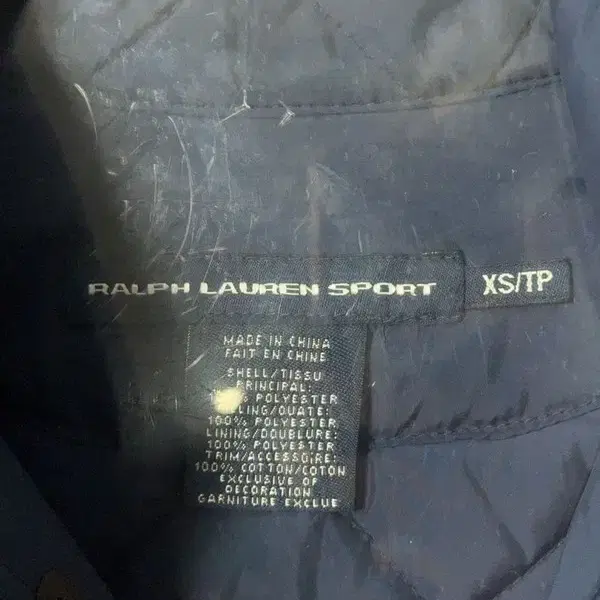 RALPH LAUREN SPORT
XS/TP
MADE IN CHINA
FAIT EN CHINE
SHELL/TISSU
PRINCIPAL:
% POLYESTER
LING/OUATE:
100% POLYESTER
LINING/DOUBLURE:
100% POLYESTER
TRIM/ACCESSOIRE:
100% COTTON/COTON
EXCLUSIVE OF
DECORATION
GARNITURE EXCLUE